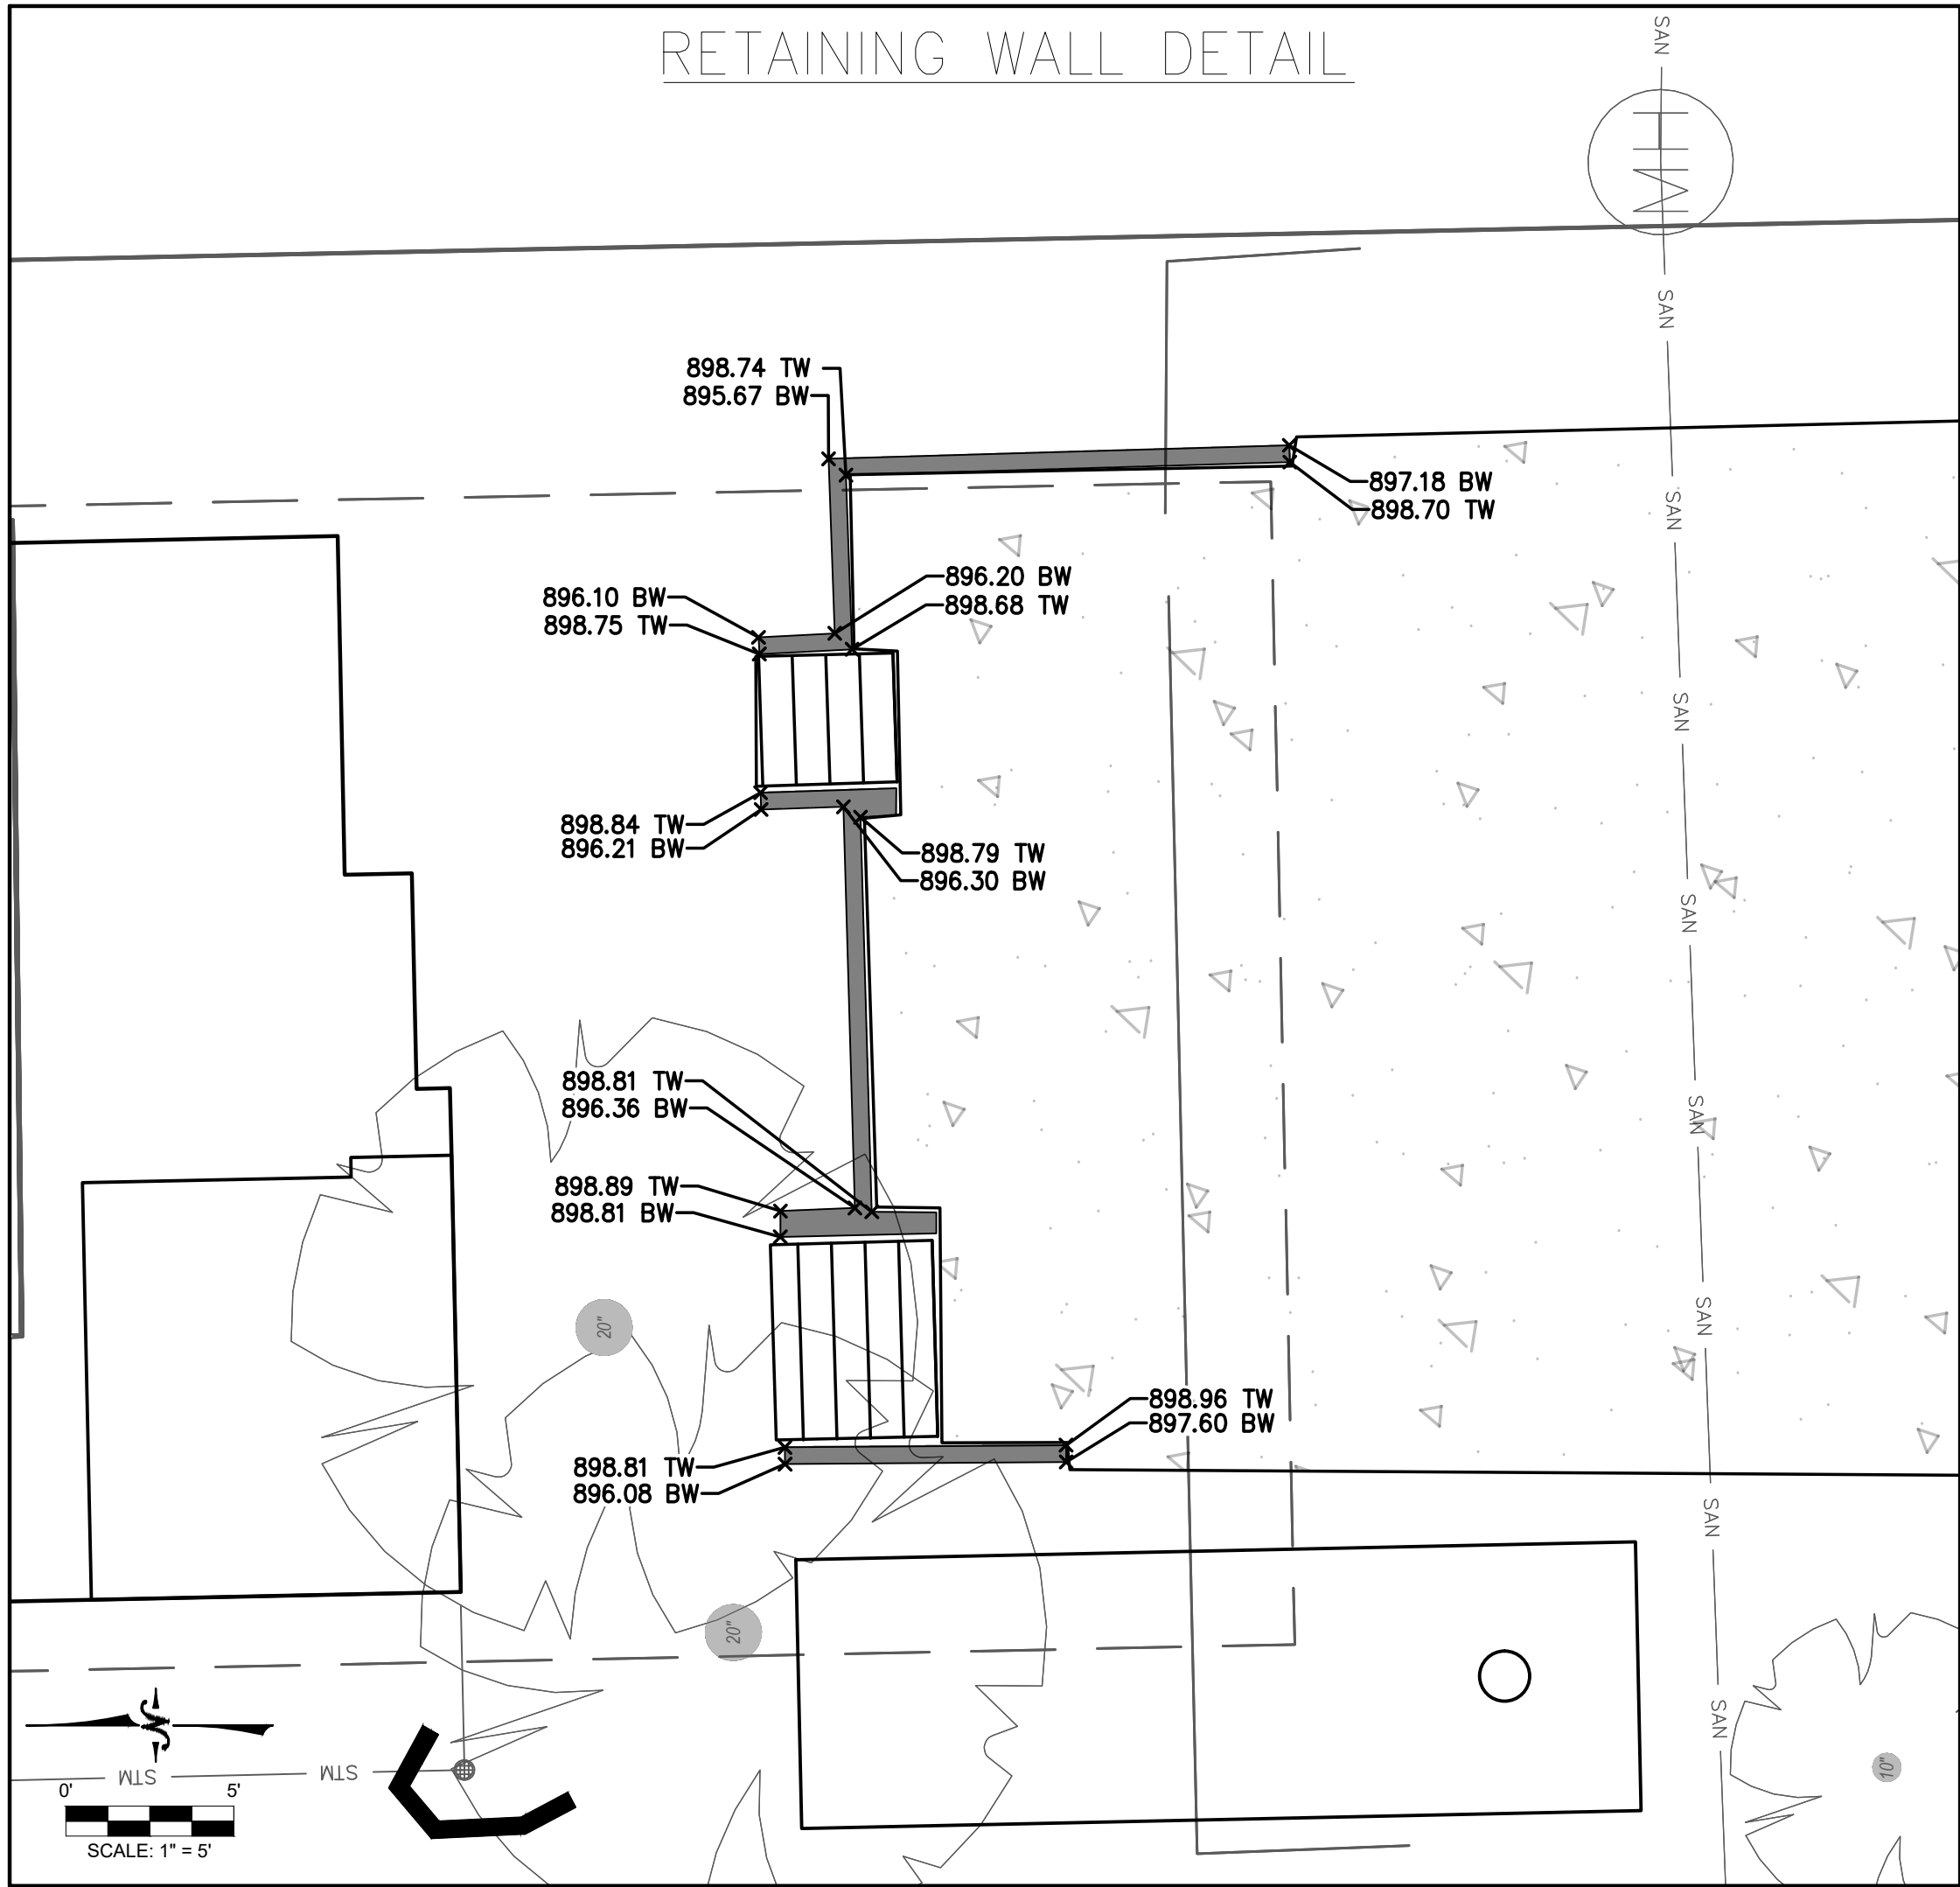 RETAINING WALL DETAIL
SAN
MH
SAN
898.74 TW
895.67 BW
897.18 BW
898.70 TW
SAN
896.10 BW
898.75 TW
896.20 BW
898.68 TW
SAN
898.84 TW
896.21 BW
898.79 TW
896.30 BW
SAN
898.81 TW
896.36 BW
SAN
898.89 TW
898.81 BW
20"
SAN
898.96 TW
897.60 BW
898.81 TW
896.08 BW
SAN
20"
SAN
10"
STM
STM
0' 5'
SCALE: 1" = 5'